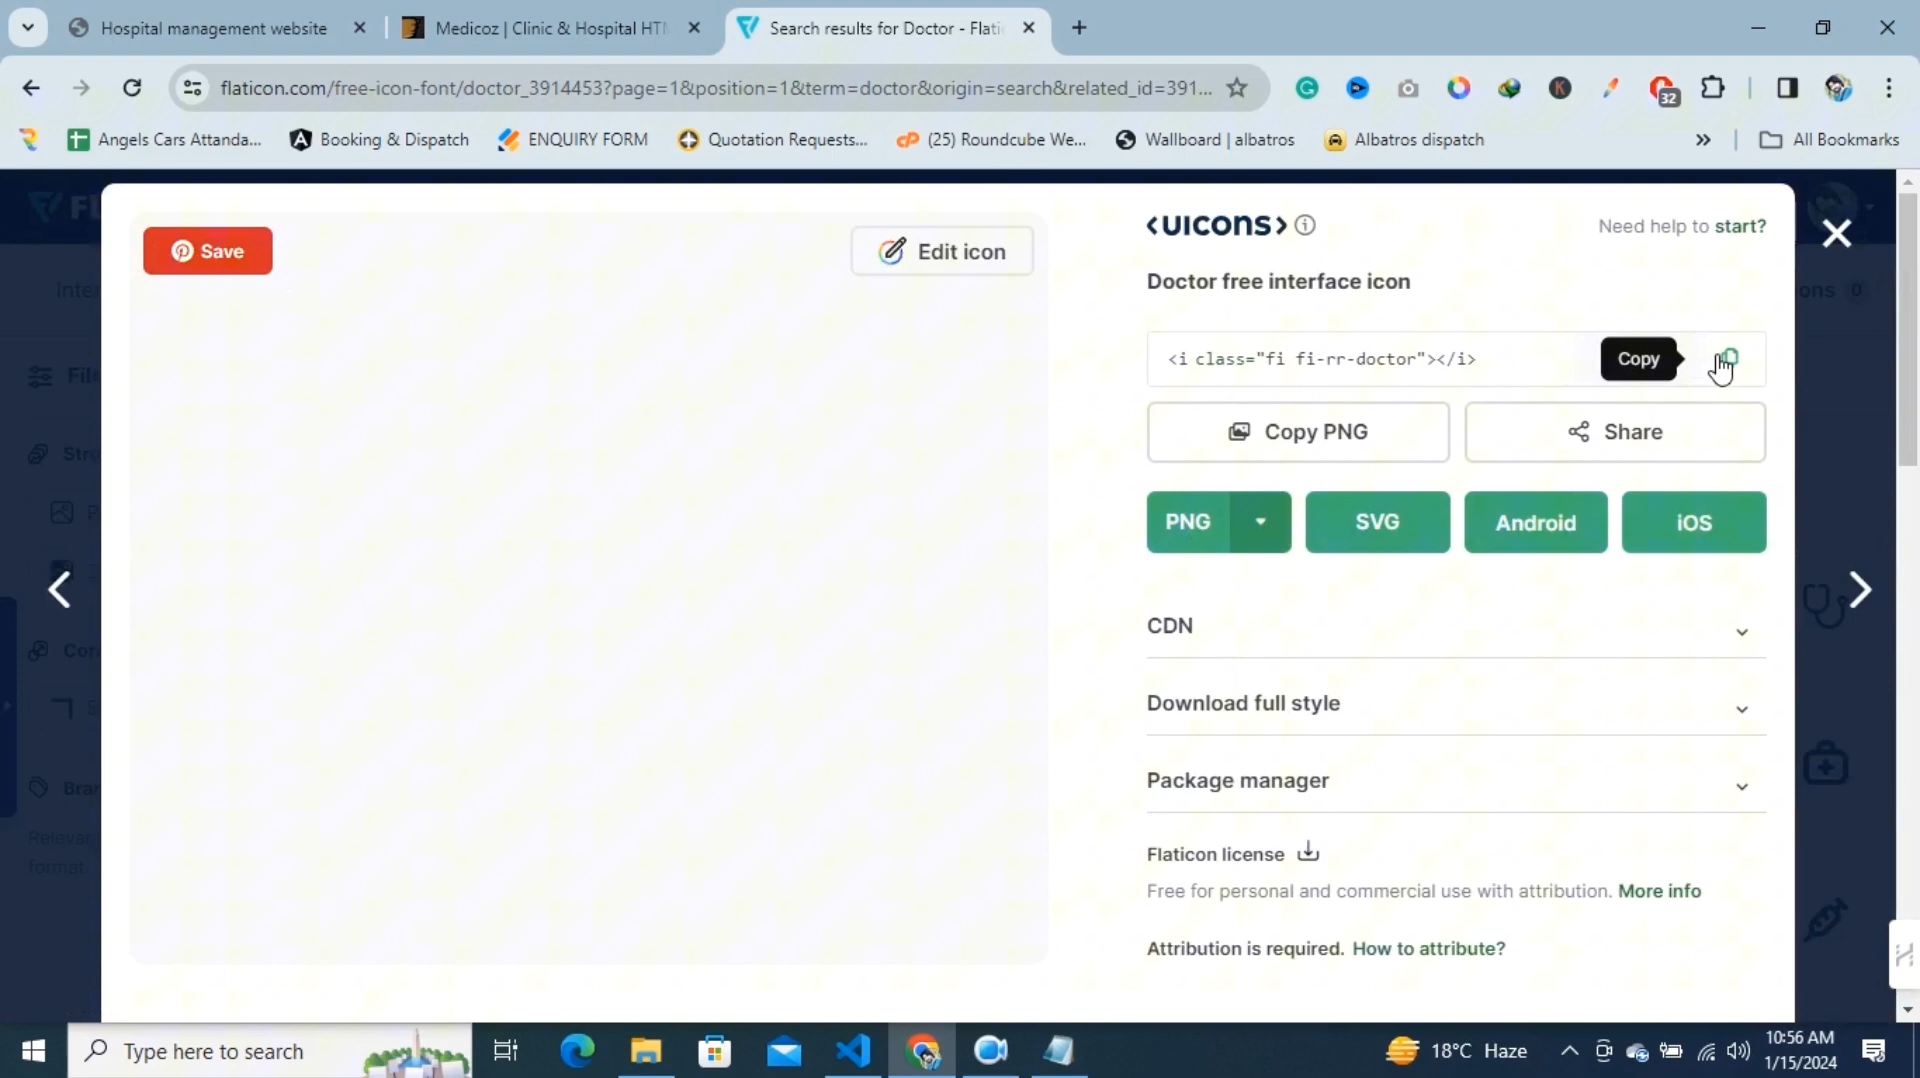 Hospital management website
Medicoz | Clinic & Hospital HT
Search results for Doctor - Flati
flaticon.com/free-icon-font/doctor_3914453?page=1&position=1&term=doctor&origin=search&related_id=391...
32
Angels Cars Attanda...
Booking & Dispatch
ENQUIRY FORM
Quotation Requests...
(25) Roundcube We...
Wallboard | albatros
Albatros dispatch
All Bookmarks
Save
Edit icon
<UICONS>
Need help to start?
Doctor free interface icon
<i class="fi fi-rr-doctor"></i>
Copy
Copy PNG
Share
PNG
SVG
Android
iOS
CDN
Download full style
Package manager
Flaticon license
Free for personal and commercial use with attribution. More info
Attribution is required. How to attribute?
Type here to search
18°C Haze
10:56 AM
1/15/2024